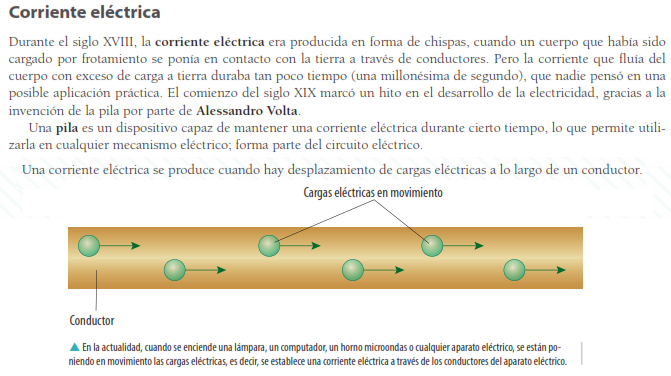 Corriente eléctrica
Durante el siglo XVIII, la corriente eléctrica era producida en forma de chispas, cuando un cuerpo que había sido
cargado por frotamiento se ponía en contacto con la tierra a través de conductores. Pero la corriente que fluía del
cuerpo con exceso de carga a tierra duraba tan poco tiempo (una millonésima de segundo), que nadie pensó en una
posible aplicación práctica. El comienzo del siglo XIX marcó un hito en el desarrollo de la electricidad, gracias a la
invención de la pila por parte de Alessandro Volta.
Una pila es un dispositivo capaz de mantener una corriente eléctrica durante cierto tiempo, lo que permite utili-
zarla en cualquier mecanismo eléctrico; forma parte del circuito eléctrico.
Una corriente eléctrica se produce cuando hay desplazamiento de cargas eléctricas a lo largo de un conductor.
Cargas eléctricas en movimiento
Conductor
▲ En la actualidad, cuando se enciende una lámpara, un computador, un horno microondas o cualquier aparato eléctrico, se están po-
niendo en movimiento las cargas eléctricas, es decir, se establece una corriente eléctrica a través de los conductores del aparato eléctrico.